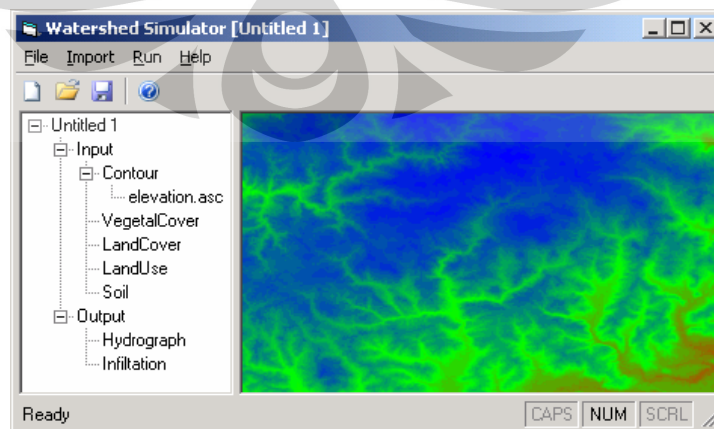 Watershed Simulator [Untitled 1]
File Import Run Help
Untitled 1
Input
Contour
elevation.asc
VegetalCover
LandCover
LandUse
Soil
Output
Hydrograph
Infiltation
Ready CAPS NUM SCRL